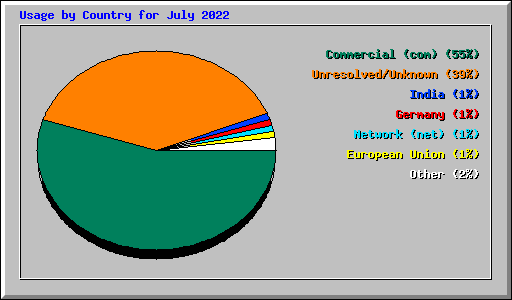 Usage by Country for July 2022
Commercial (com) (55%)
Unresolved/Unknown (39%)
India (1%)
Germany (1%)
Network (net) (1%)
European Union (1%)
Other (2%)